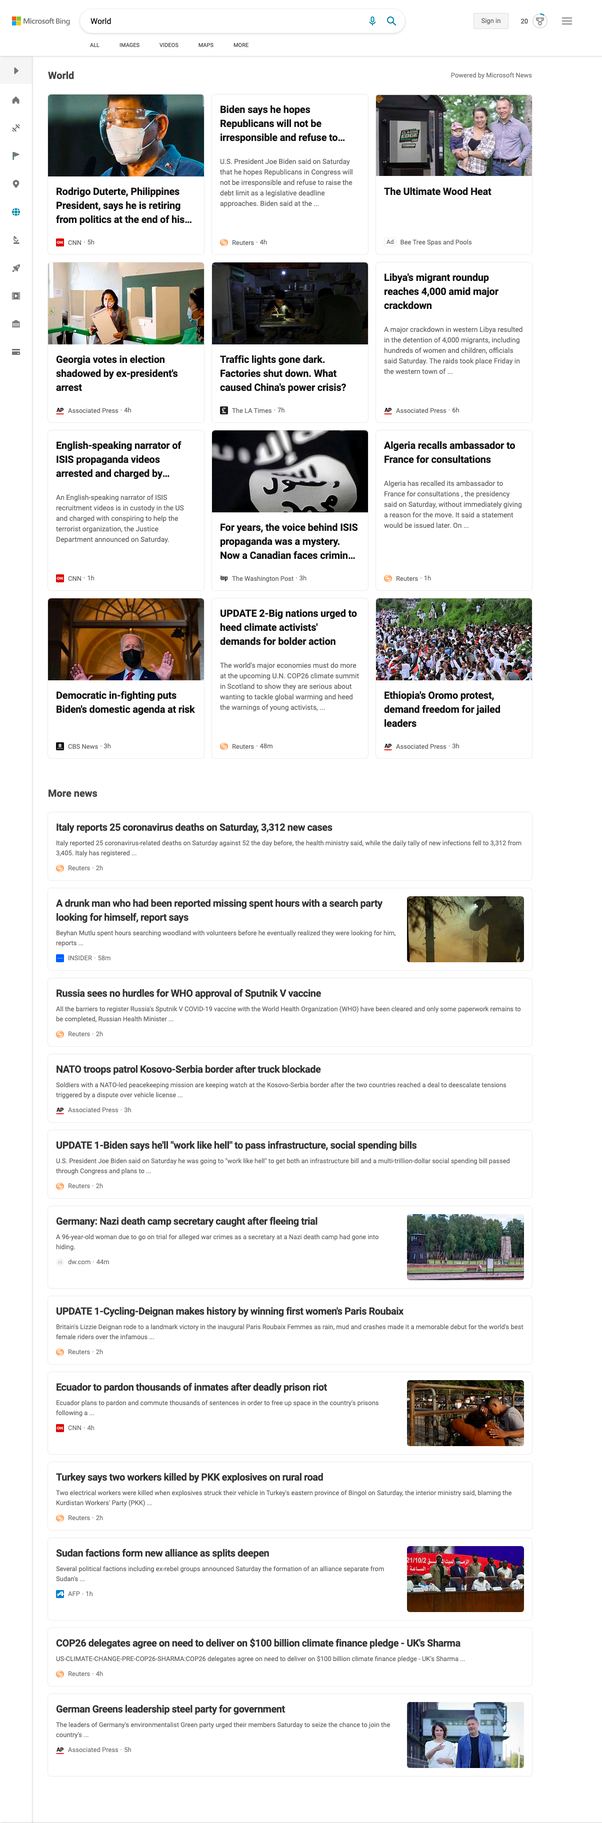 Microsoft Bing
World
Sign in
20
ALL
IMAGES
VIDEOS
MAPS
MORE
World
Powered by Microsoft News
Rodrigo Duterte, Philippines
President, says he is retiring
from politics at the end of his...
CNN · 5h
Biden says he hopes
Republicans will not be
irresponsible and refuse to...
U.S. President Joe Biden said on Saturday
that he hopes Republicans in Congress will
not be irresponsible and refuse to raise the
debt limit as a legislative deadline
approaches. Biden said at the ...
Reuters · 4h
The Ultimate Wood Heat
Ad
Bee Tree Spas and Pools
Georgia votes in election
shadowed by ex-president's
arrest
AP Associated Press · 4h
Traffic lights gone dark.
Factories shut down. What
caused China's power crisis?
The LA Times · 7h
Libya's migrant roundup
reaches 4,000 amid major
crackdown
A major crackdown in western Libya resulted
in the detention of 4,000 migrants, including
hundreds of women and children, officials
said Saturday. The raids took place Friday in
the western town of ...
AP Associated Press · 6h
English-speaking narrator of
ISIS propaganda videos
arrested and charged by...
An English-speaking narrator of ISIS
recruitment videos is in custody in the US
and charged with conspiring to help the
terrorist organization, the Justice
Department announced on Saturday.
CNN · 1h
For years, the voice behind ISIS
propaganda was a mystery.
Now a Canadian faces crimin...
wp The Washington Post · 3h
Algeria recalls ambassador to
France for consultations
Algeria has recalled its ambassador to
France for consultations , the presidency
said on Saturday, without immediately giving
a reason for the move. It said a statement
would be issued later. On ...
Reuters · 1h
Democratic in-fighting puts
Biden's domestic agenda at risk
CBS News · 3h
UPDATE 2-Big nations urged to
heed climate activists'
demands for bolder action
The world's major economies must do more
at the upcoming U.N. COP26 climate summit
in Scotland to show they are serious about
wanting to tackle global warming and heed
the warnings of young activists, ...
Reuters · 48m
Ethiopia's Oromo protest,
demand freedom for jailed
leaders
AP Associated Press · 3h
More news
Italy reports 25 coronavirus deaths on Saturday, 3,312 new cases
Italy reported 25 coronavirus-related deaths on Saturday against 52 the day before, the health ministry said, while the daily tally of new infections fell to 3,312 from
3,405. Italy has registered ...
Reuters · 2h
A drunk man who had been reported missing spent hours with a search party
looking for himself, report says
Beyhan Mutlu spent hours searching woodland with volunteers before he eventually realized they were looking for him,
reports ...
INSIDER · 58m
Russia sees no hurdles for WHO approval of Sputnik V vaccine
All the barriers to register Russia's Sputnik V COVID-19 vaccine with the World Health Organization (WHO) have been cleared and only some paperwork remains to
be completed, Russian Health Minister ...
Reuters · 2h
NATO troops patrol Kosovo-Serbia border after truck blockade
Soldiers with a NATO-led peacekeeping mission are keeping watch at the Kosovo-Serbia border after the two countries reached a deal to deescalate tensions
triggered by a dispute over vehicle license ...
AP Associated Press · 3h
UPDATE 1-Biden says he'll "work like hell" to pass infrastructure, social spending bills
U.S. President Joe Biden said on Saturday he was going to "work like hell" to get both an infrastructure bill and a multi-trillion-dollar social spending bill passed
through Congress and plans to ...
Reuters · 2h
Germany: Nazi death camp secretary caught after fleeing trial
A 96-year-old woman due to go on trial for alleged war crimes as a secretary at a Nazi death camp had gone into
hiding.
dw.com · 44m
UPDATE 1-Cycling-Deignan makes history by winning first women's Paris Roubaix
Britain's Lizzie Deignan rode to a landmark victory in the inaugural Paris Roubaix Femmes as rain, mud and crashes made it a memorable debut for the world's best
female riders over the infamous ...
Reuters · 2h
Ecuador to pardon thousands of inmates after deadly prison riot
Ecuador plans to pardon and commute thousands of sentences in order to free up space in the country's prisons
following a ...
CNN · 4h
Turkey says two workers killed by PKK explosives on rural road
Two electrical workers were killed when explosives struck their vehicle in Turkey's eastern province of Bingol on Saturday, the interior ministry said, blaming the
Kurdistan Workers' Party (PKK) ...
Reuters · 2h
Sudan factions form new alliance as splits deepen
Several political factions including ex-rebel groups announced Saturday the formation of an alliance separate from
Sudan's ...
AFP · 1h
COP26 delegates agree on need to deliver on $100 billion climate finance pledge - UK's Sharma
US-CLIMATE-CHANGE-PRE-COP26-SHARMA:COP26 delegates agree on need to deliver on $100 billion climate finance pledge - UK's Sharma ...
Reuters · 4h
German Greens leadership steel party for government
The leaders of Germany's environmentalist Green party urged their members Saturday to seize the chance to join the
country's ...
AP Associated Press · 5h